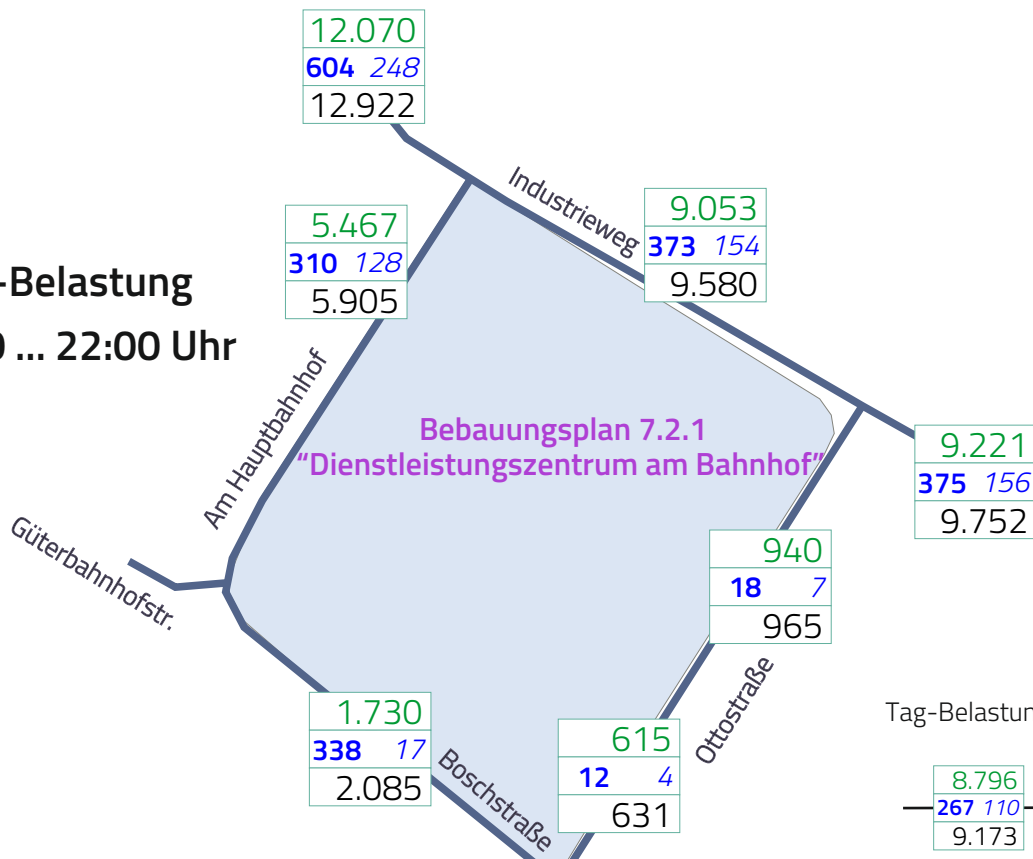 12.070
604 248
12.922
Industrieweg
5.467
310 128
5.905
9.053
373 154
9.580
-Belastung
... 22:00 Uhr
Am Hauptbahnhof
Bebauungsplan 7.2.1
“Dienstleistungszentrum am Bahnhof”
9.221
375 156
9.752
Güterbahnhofstr.
940
18 7
965
Ottostraße
1.730
338 17
2.085
Boschstraße
615
12 4
631
Tag-Belastun
8.796
267 110
9.173